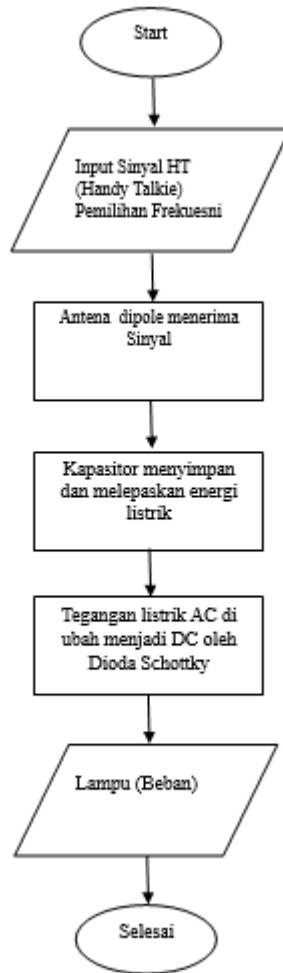 Start
Input Sinyal HT
(Handy Talkie)
Pemilihan Frekuesni
Antena dipole menerima
Sinyal
Kapasitor menyimpan
dan melepaskan energi
listrik
Tegangan listrik AC di
ubah menjadi DC oleh
Dioda Schottky
Lampu (Beban)
Selesai